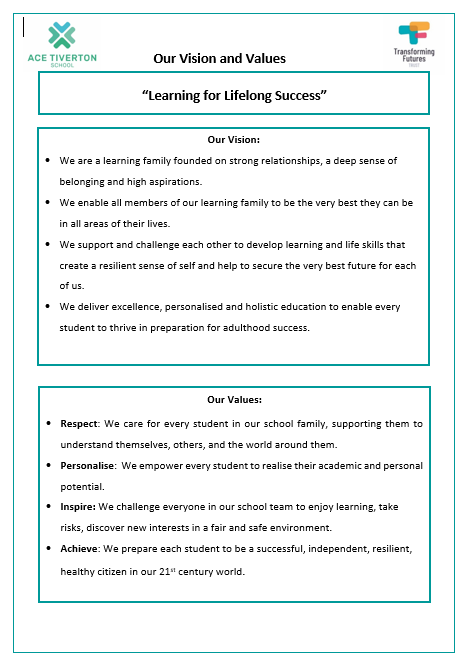 ACE TIVERTON
SCHOOL
Transforming
Futures
TRUST
Our Vision and Values
“Learning for Lifelong Success”
Our Vision:
• We are a learning family founded on strong relationships, a deep sense of
belonging and high aspirations.
• We enable all members of our learning family to be the very best they can be
in all areas of their lives.
• We support and challenge each other to develop learning and life skills that
create a resilient sense of self and help to secure the very best future for each
of us.
• We deliver excellence, personalised and holistic education to enable every
student to thrive in preparation for adulthood success.
Our Values:
• Respect: We care for every student in our school family, supporting them to
understand themselves, others, and the world around them.
• Personalise: We empower every student to realise their academic and personal
potential.
• Inspire: We challenge everyone in our school team to enjoy learning, take
risks, discover new interests in a fair and safe environment.
• Achieve: We prepare each student to be a successful, independent, resilient,
healthy citizen in our 21st century world.